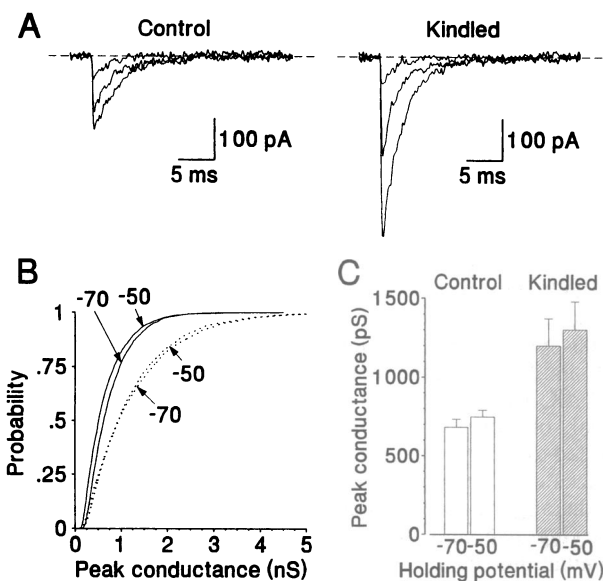 A
Control
Kindled
100 pA
5 ms
100 pA
5 ms
B
-70
-50
-50
-70
1
.75
.5
.25
0
Probability
0 1 2 3 4 5
Peak conductance (nS)
C
Control Kindled
1500
1000
500
0
Peak conductance (pS)
-70-50 -70-50
Holding potential (mV)